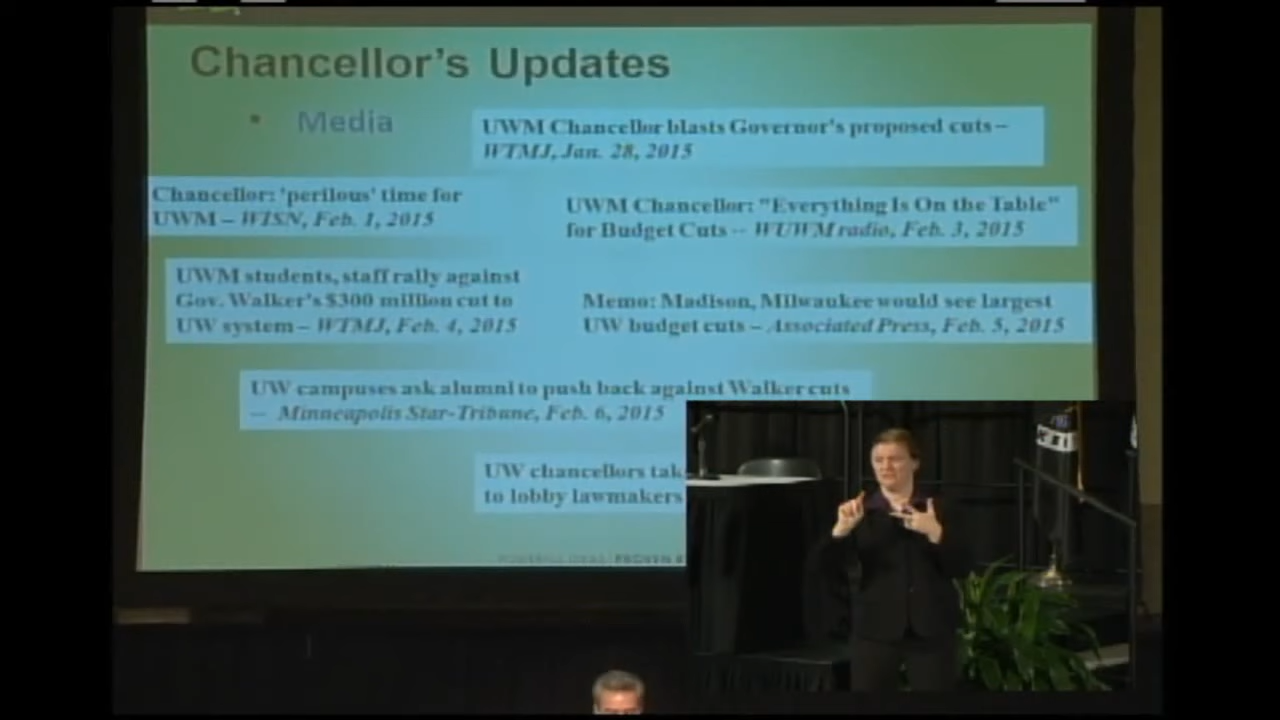 Chancellor's Updates
• Media
UWM Chancellor blasts Governor's proposed cuts –
WTMJ, Jan. 28, 2015
Chancellor: 'perilous' time for
UWM – WISN, Feb. 1, 2015
UWM Chancellor: "Everything Is On the Table"
for Budget Cuts -- WUWM radio, Feb. 3, 2015
UWM students, staff rally against
Gov. Walker's $300 million cut to
UW system – WTMJ, Feb. 4, 2015
Memo: Madison, Milwaukee would see largest
UW budget cuts – Associated Press, Feb. 5, 2015
UW campuses ask alumni to push back against Walker cuts
– Minneapolis Star-Tribune, Feb. 6, 2015
UW chancellors
to lobby lawmakers
POWERFUL IDEAS PROVEN